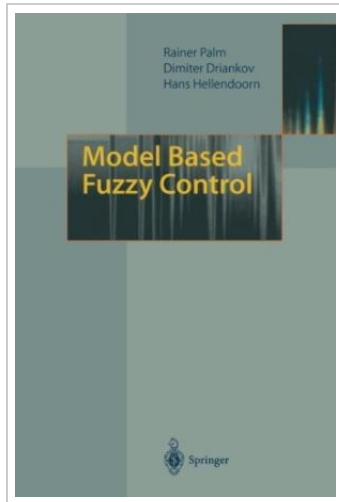 Rainer Palm
Dimiter Driankov
Hans Hellendoorn
Model Based
Fuzzy Control
Springer